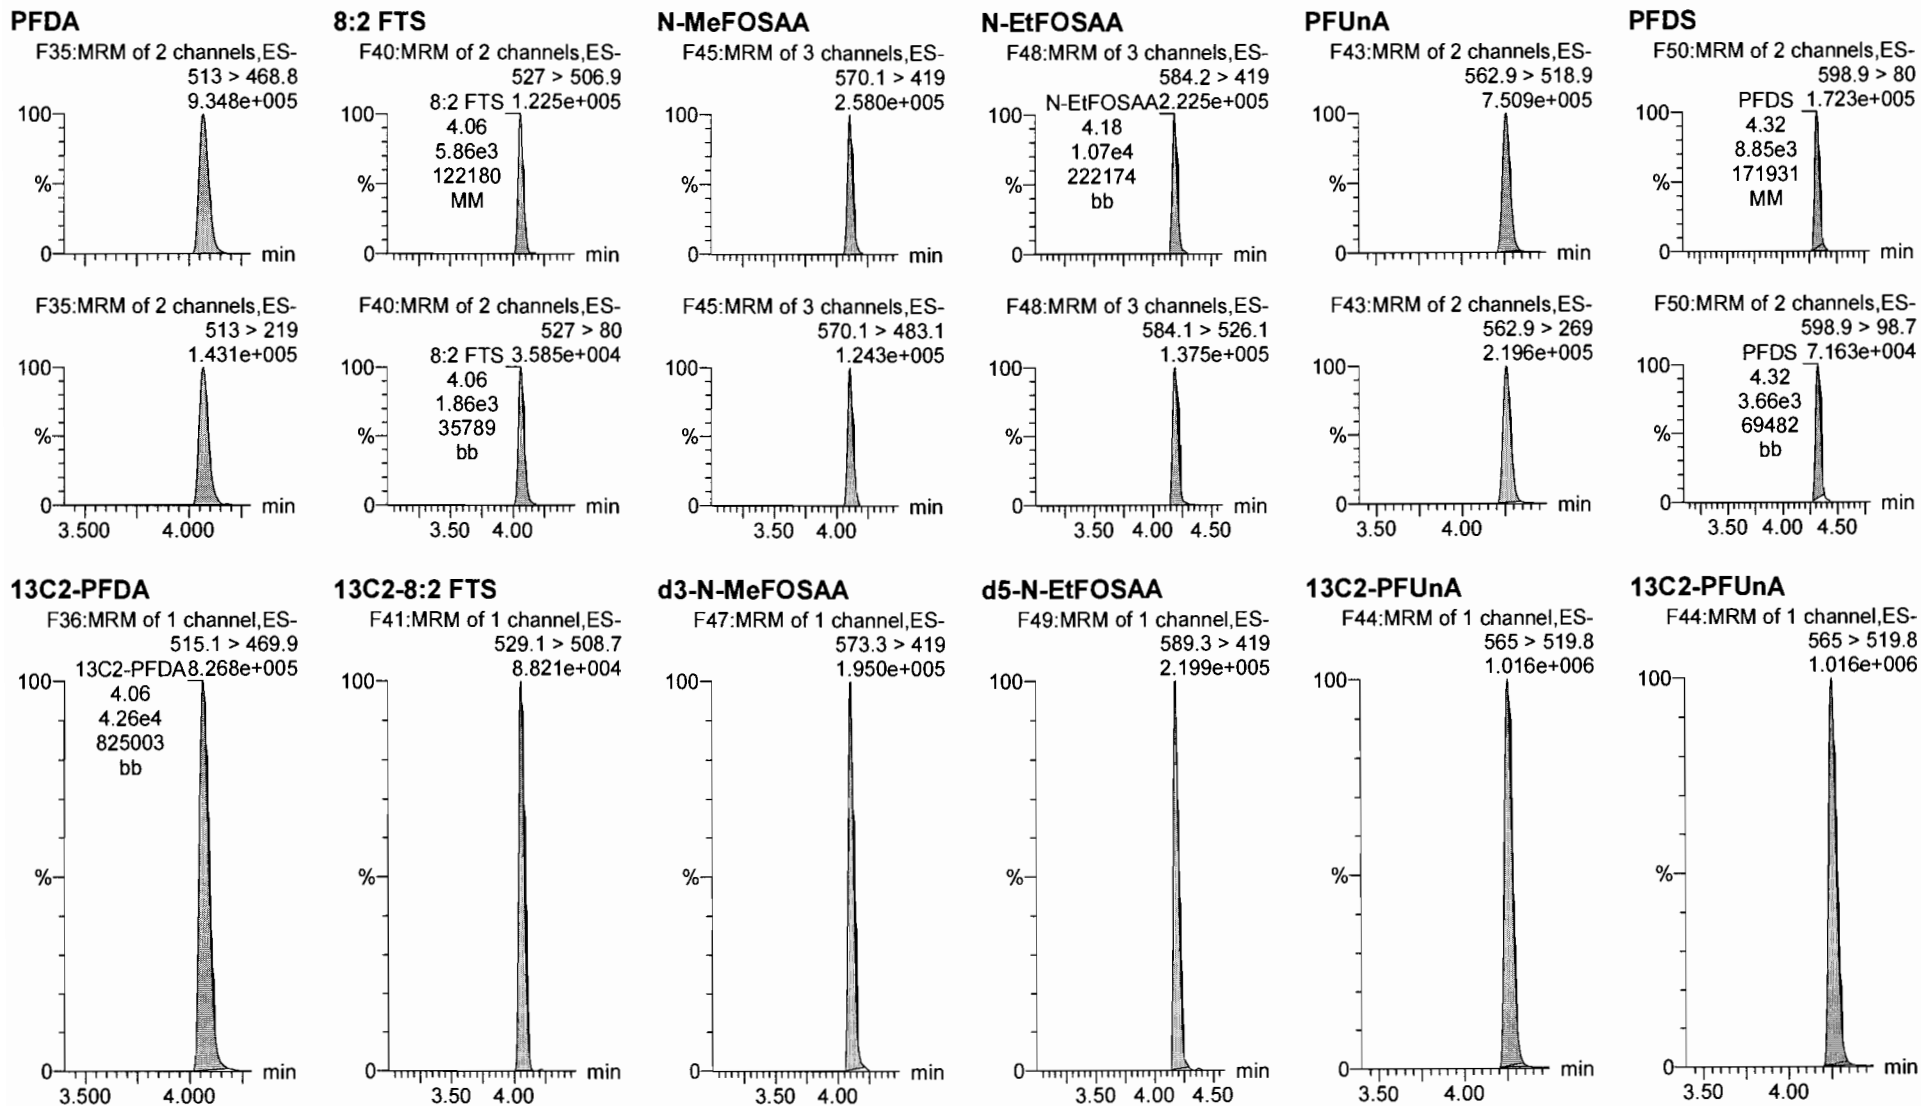 PFDA
F35:MRM of 2 channels,ES-
513 > 468.8
9.348e+005
100
%
0
min
8:2 FTS
F40:MRM of 2 channels,ES-
527 > 506.9
8:2 FTS 1.225e+005
100
4.06
5.86e3
122180
MM
%
0
min
N-MeFOSAA
F45:MRM of 3 channels,ES-
570.1 > 419
2.580e+005
100
%
0
min
N-EtFOSAA
F48:MRM of 3 channels,ES-
584.2 > 419
N-EtFOSAA2.225e+005
100
4.18
1.07e4
222174
bb
%
0
min
PFUnA
F43:MRM of 2 channels,ES-
562.9 > 518.9
7.509e+005
100
%
0
min
PFDS
F50:MRM of 2 channels,ES-
598.9 > 80
PFDS 1.723e+005
100
4.32
8.85e3
171931
MM
%
0
min
F35:MRM of 2 channels,ES-
513 > 219
1.431e+005
100
%
0
min
3.500 4.000
F40:MRM of 2 channels,ES-
527 > 80
8:2 FTS 3.585e+004
100
4.06
1.86e3
35789
bb
%
0
min
3.50 4.00
F45:MRM of 3 channels,ES-
570.1 > 483.1
1.243e+005
100
%
0
min
3.50 4.00
F48:MRM of 3 channels,ES-
584.1 > 526.1
1.375e+005
100
%
0
min
3.50 4.00 4.50
F43:MRM of 2 channels,ES-
562.9 > 269
2.196e+005
100
%
0
min
3.50 4.00
F50:MRM of 2 channels,ES-
598.9 > 98.7
PFDS 7.163e+004
100
4.32
3.66e3
69482
bb
%
0
min
3.50 4.00 4.50
13C2-PFDA
F36:MRM of 1 channel,ES-
515.1 > 469.9
13C2-PFDA8.268e+005
100
4.06
4.26e4
825003
bb
%
0
min
3.500 4.000
13C2-8:2 FTS
F41:MRM of 1 channel,ES-
529.1 > 508.7
8.821e+004
100
%
0
min
3.50 4.00
d3-N-MeFOSAA
F47:MRM of 1 channel,ES-
573.3 > 419
1.950e+005
100
%
0
min
3.50 4.00
d5-N-EtFOSAA
F49:MRM of 1 channel,ES-
589.3 > 419
2.199e+005
100
%
0
min
3.50 4.00 4.50
13C2-PFUnA
F44:MRM of 1 channel,ES-
565 > 519.8
1.016e+006
100
%
0
min
3.50 4.00
13C2-PFUnA
F44:MRM of 1 channel,ES-
565 > 519.8
1.016e+006
100
%
0
min
3.50 4.00